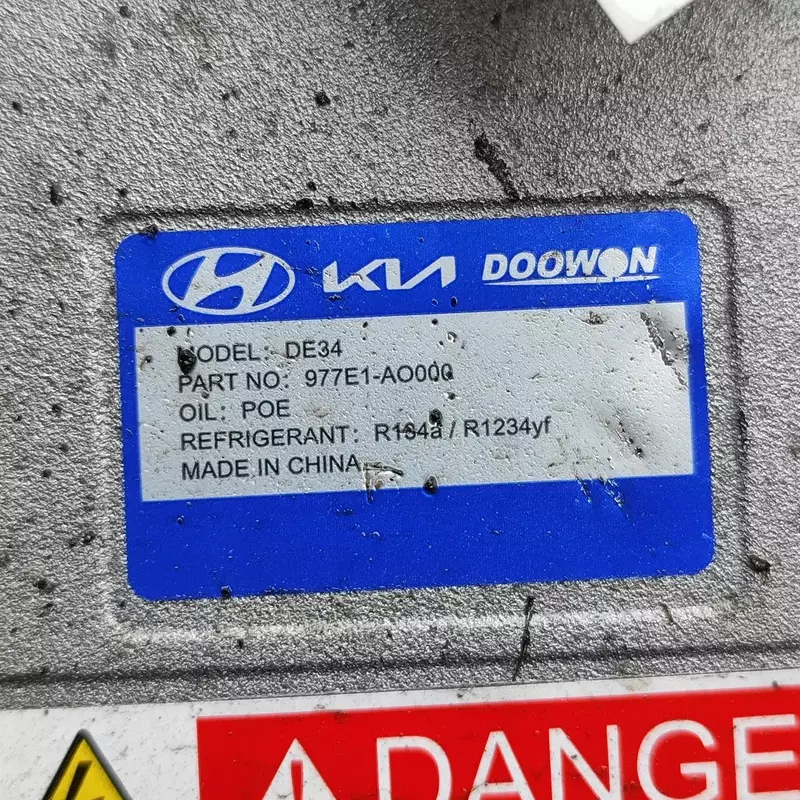 KIA DOOWON
MODEL: DE34
PART NO: 977E1-AO000
OIL: POE
REFRIGERANT: R134a / R1234yf
MADE IN CHINA
DANGE